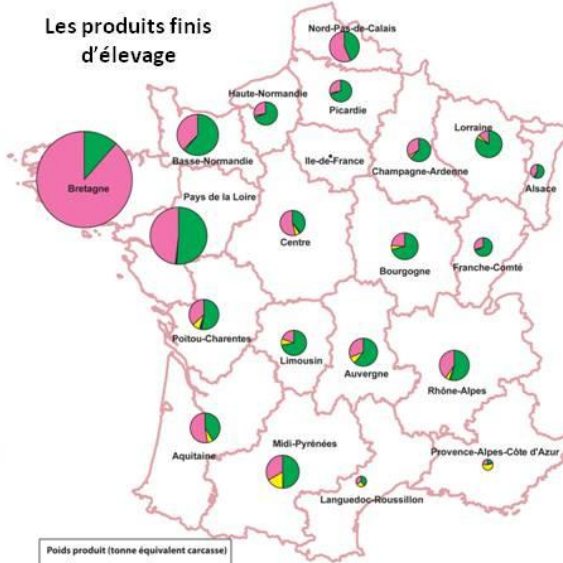 Les produits finis
d'élevage
Nord-Pas-de-Calais
Haute-Normandie
Picardie
Lorraine
Basse-Normandie
Ile-de-France
Champagne-Ardenne
Alsace
Bretagne
Pays de la Loire
Centre
Bourgogne
Franche-Comté
Poitou-Charentes
Limousin
Auvergne
Rhône-Alpes
Aquitaine
Midi-Pyrénées
Provence-Alpes-Côte d'Azur
Languedoc-Roussillon
Poids produit (tonne équivalent carcasse)